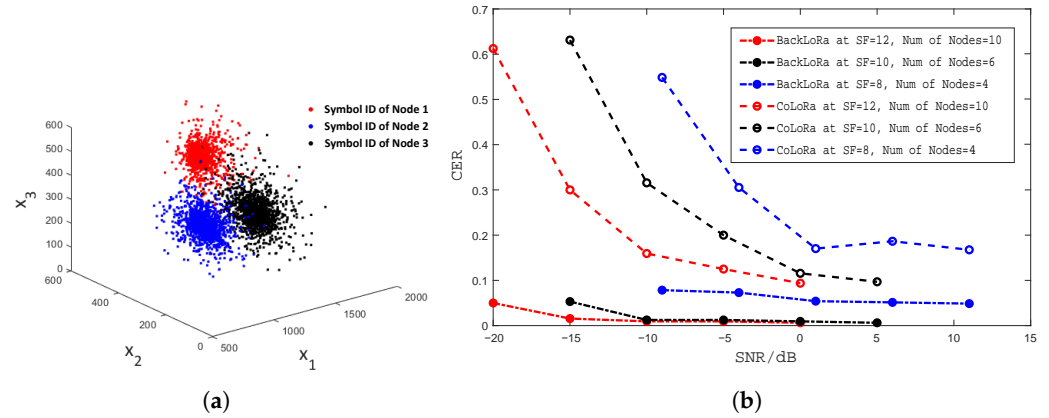 Symbol ID of Node 1
Symbol ID of Node 2
Symbol ID of Node 3
600
500
400
300
200
100
0
x3
600
400
200
0
x2
500
1000
1500
2000
x1
(a)
0.7
0.6
0.5
0.4
0.3
0.2
0.1
0
CER
BackLoRa at SF=12, Num of Nodes=10
BackLoRa at SF=10, Num of Nodes=6
BackLoRa at SF=8, Num of Nodes=4
CoLoRa at SF=12, Num of Nodes=10
CoLoRa at SF=10, Num of Nodes=6
CoLoRa at SF=8, Num of Nodes=4
-20 -15 -10 -5 0 5 10 15
SNR/dB
(b)